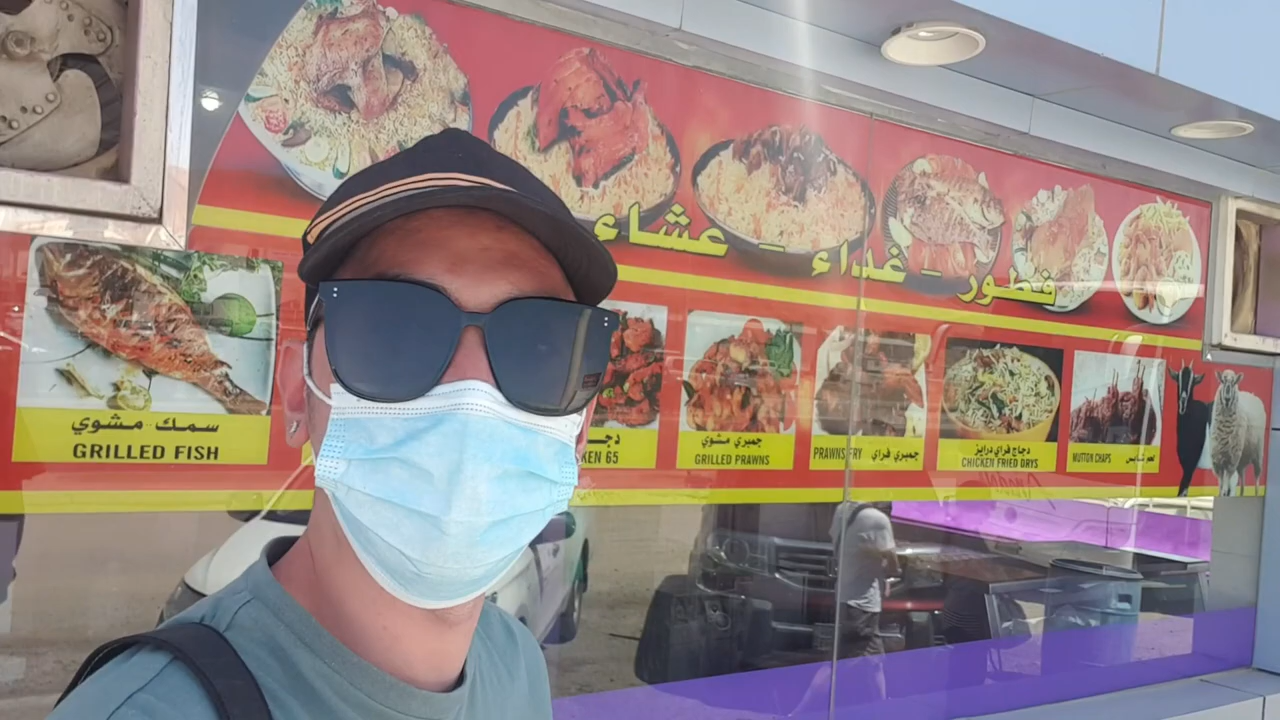 عشاء - غداء - فطور
سمك مشوي
GRILLED FISH
KEN 65
جمبري مشوي
GRILLED PRAWNS
PRAWNS FRY جمبري فراي
دجاج فراي درايز
CHICKEN FRIED DRYS
MUTTON CHAPS